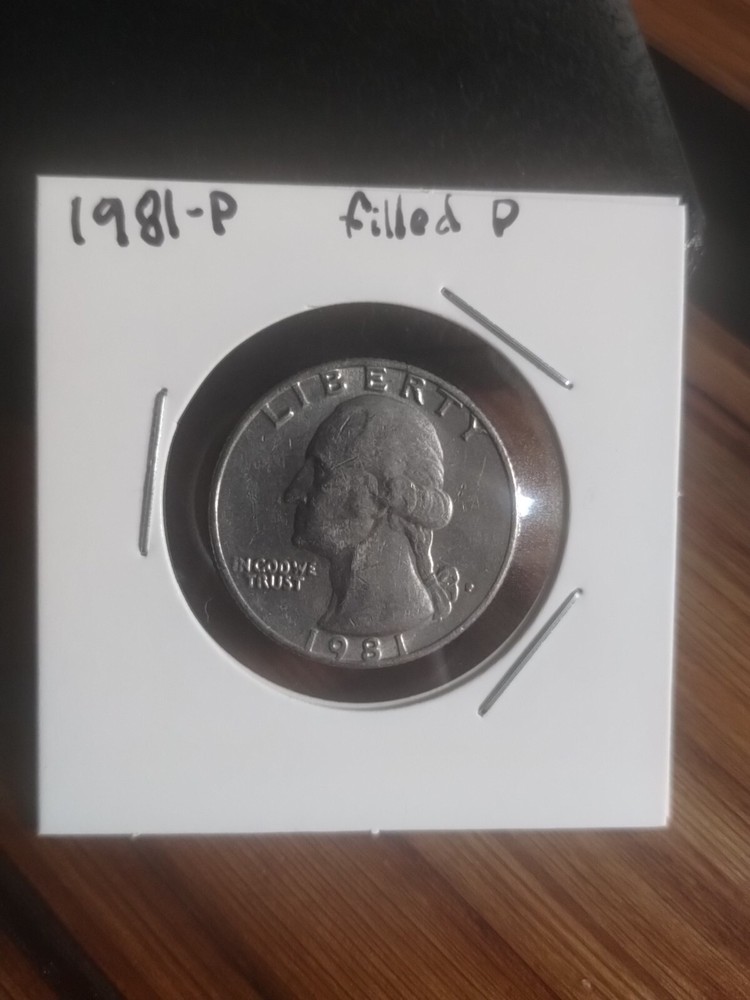 1981-P filled P
LIBERTY
IN GOD WE
TRUST
1981